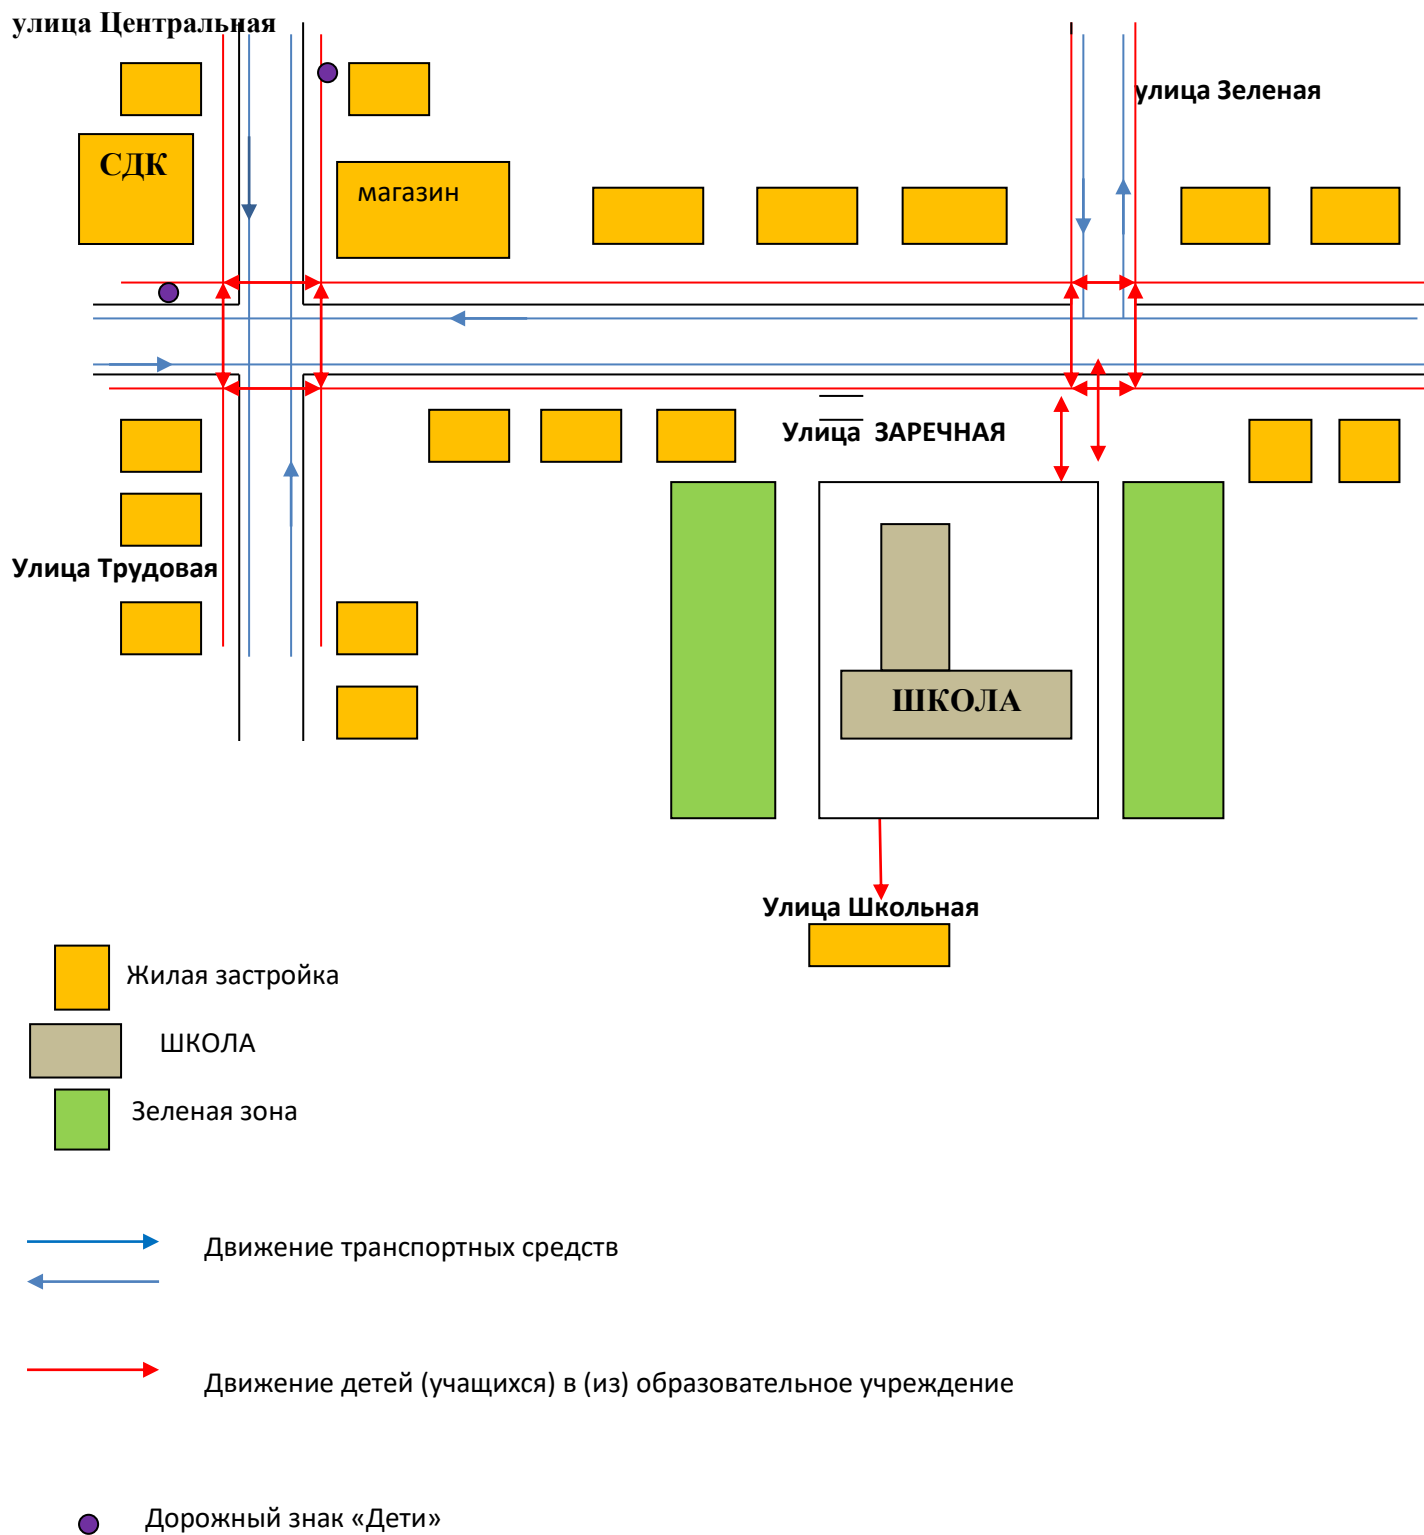 улица Центральная
улица Зеленая
СДК
магазин
Улица ЗАРЕЧНАЯ
Улица Трудовая
ШКОЛА
Улица Школьная
Жилая застройка
ШКОЛА
Зеленая зона
Движение транспортных средств
Движение детей (учащихся) в (из) образовательное учреждение
Дорожный знак «Дети»